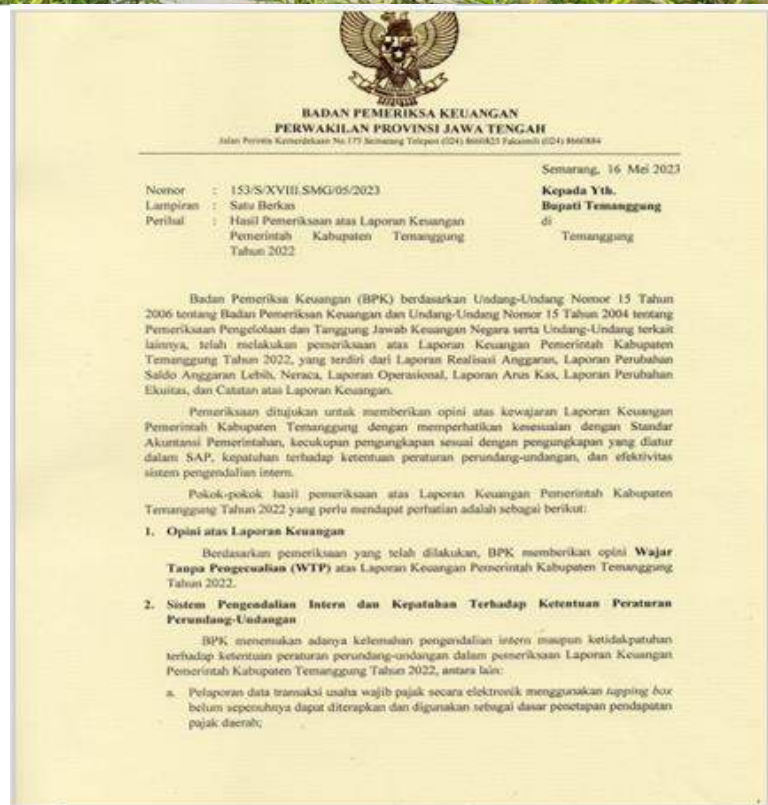 BADAN PEMERIKSA KEUANGAN
PERWAKILAN PROVINSI JAWA TENGAH
Jalan Perintis Kemerdekaan No.175 Semarang Telepon (024) 8660823 Faksimili (024) 8660884
Semarang, 16 Mei 2023
Nomor : 153/S/XVIII.SMG/05/2023
Lampiran : Satu Berkas
Perihal : Hasil Pemeriksaan atas Laporan Keuangan
Pemerintah Kabupaten Temanggung
Tahun 2022
Kepada Yth.
Bupati Temanggung
di
Temanggung
Badan Pemeriksa Keuangan (BPK) berdasarkan Undang-Undang Nomor 15 Tahun
2006 tentang Badan Pemeriksan Keuangan dan Undang-Undang Nomor 15 Tahun 2004 tentang
Pemeriksaan Pengelolaan dan Tanggung Jawab Keuangan Negara serta Undang-Undang terkait
lainnya, telah melakukan pemeriksaan atas Laporan Keuangan Pemerintah Kabupaten
Temanggung Tahun 2022, yang terdiri dari Laporan Realisasi Anggaran, Laporan Perubahan
Saldo Anggaran Lebih, Neraca, Laporan Operasional, Laporan Arus Kas, Laporan Perubahan
Ekuitas, dan Catatan atas Laporan Keuangan.
Pemeriksaan ditujukan untuk memberikan opini atas kewajaran Laporan Keuangan
Pemerintah Kabupaten Temanggung dengan memperhatikan kesesuaian dengan Standar
Akuntansi Pemerintahan, kecukupan pengungkapan sesuai dengan pengungkapan yang diatur
dalam SAP, kepatuhan terhadap ketentuan peraturan perundang-undangan, dan efektivitas
sistem pengendalian intern.
Pokok-pokok hasil pemeriksaan atas Laporan Keuangan Pemerintah Kabupaten
Temanggung Tahun 2022 yang perlu mendapat perhatian adalah sebagai berikut:
1. Opini atas Laporan Keuangan
Berdasarkan pemeriksaan yang telah dilakukan, BPK memberikan opini Wajar
Tanpa Pengecualian (WTP) atas Laporan Keuangan Pemerintah Kabupaten Temanggung
Tahun 2022.
2. Sistem Pengendalian Intern dan Kepatuhan Terhadap Ketentuan Peraturan
Perundang-Undangan
BPK menemukan adanya kelemahan pengendalian intern maupun ketidakpatuhan
terhadap ketentuan peraturan perundang-undangan dalam pemeriksaan Laporan Keuangan
Pemerintah Kabupaten Temanggung Tahun 2022, antara lain:
a. Pelaporan data transaksi usaha wajib pajak secara elektronik menggunakan tapping box
belum sepenuhnya dapat diterapkan dan digunakan sebagai dasar penetapan pendapatan
pajak daerah;